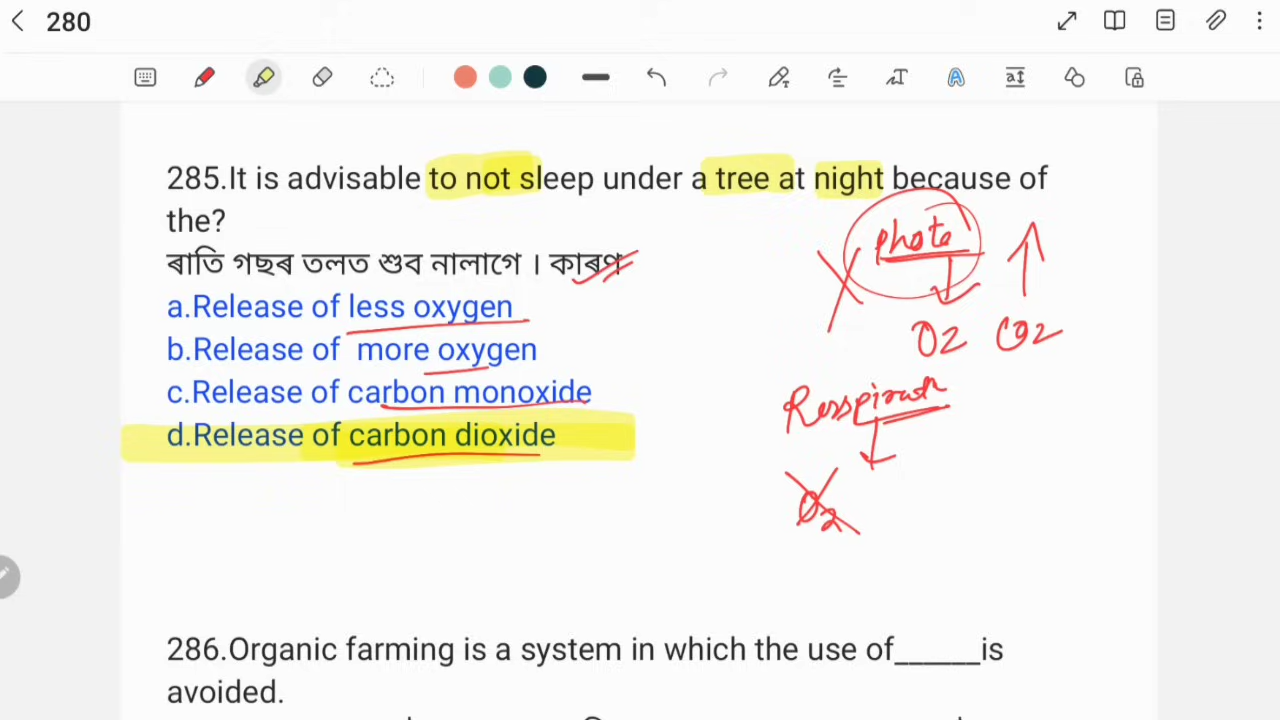 280
285.It is advisable to not sleep under a tree at night because of
the?
ৰাতি গছৰ তলত শুব নালাগে । কাৰণ
a.Release of less oxygen
b.Release of more oxygen
c.Release of carbon monoxide
d.Release of carbon dioxide
photo
O2 CO2
O2
286.Organic farming is a system in which the use of______is
avoided.